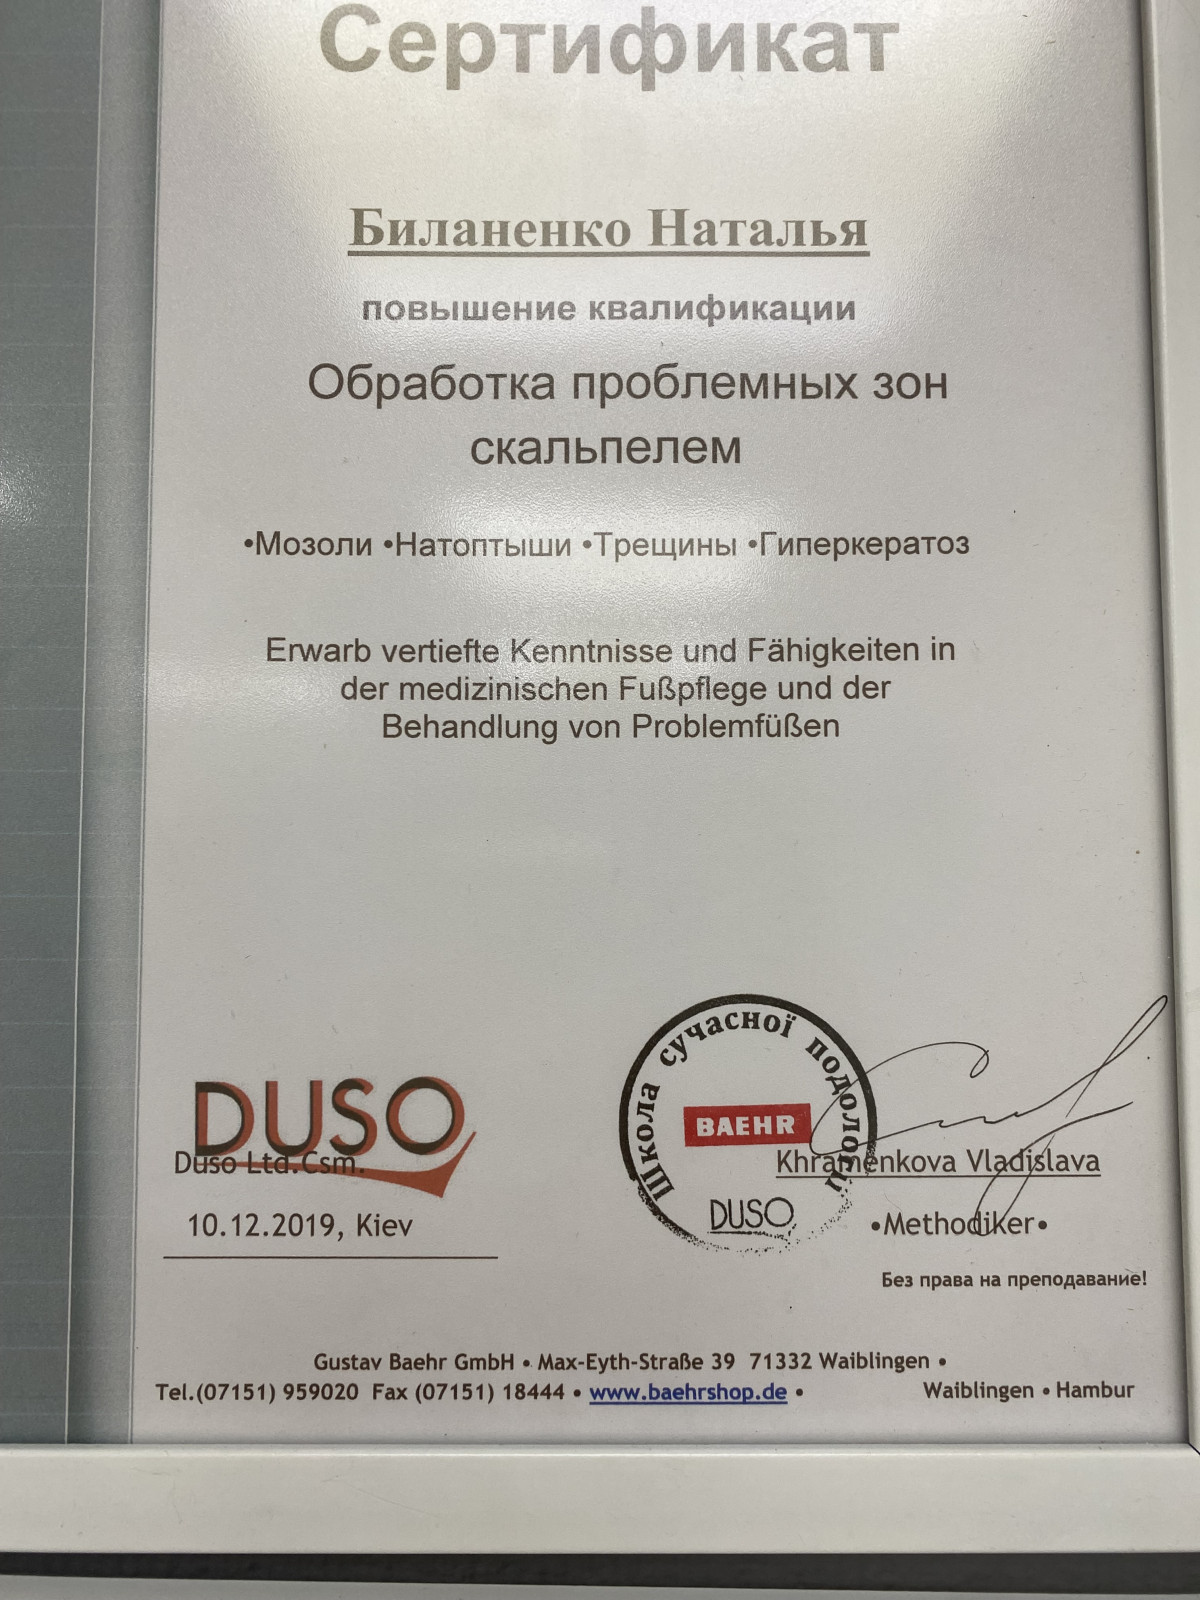 Сертификат
Биланенко Наталья
повышение квалификации
Обработка проблемных зон
скальпелем
•Мозоли •Натоптыши •Трещины •Гиперкератоз
Erwarb vertiefte Kenntnisse und Fähigkeiten in
der medizinischen Fußpflege und der
Behandlung von Problemfüßen
DUSO
Duso Ltd.Csm.
10.12.2019, Kiev
Школа сучасної подології
BAEHR
DUSO
Khramenkova Vladislava
•Methodiker•
Без права на преподавание!
Gustav Baehr GmbH • Max-Eyth-Straße 39 71332 Waiblingen •
Tel.(07151) 959020 Fax (07151) 18444 • www.baehrshop.de • Waiblingen • Hambur